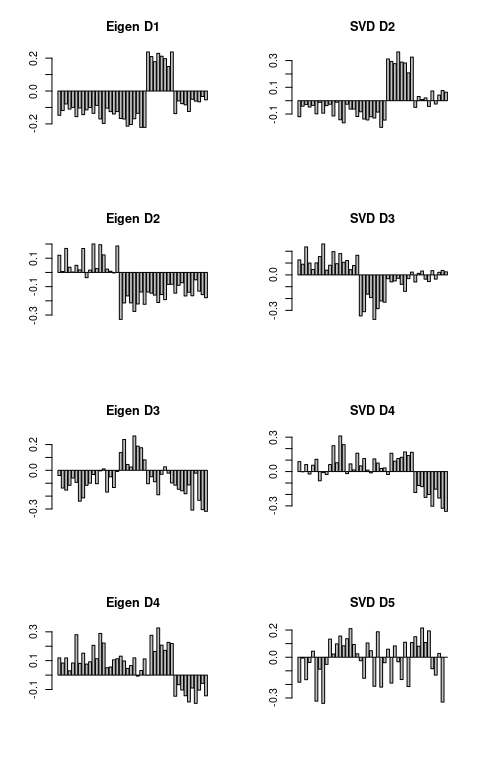 Eigen D1
SVD D2
-0.2 0.0 0.2
-0.1 0.1 0.3
Eigen D2
SVD D3
-0.3 -0.1 0.1
-0.3 0.0
Eigen D3
SVD D4
-0.3 0.0 0.2
-0.3 0.0 0.3
Eigen D4
SVD D5
-0.1 0.1 0.3
-0.3 0.0 0.2